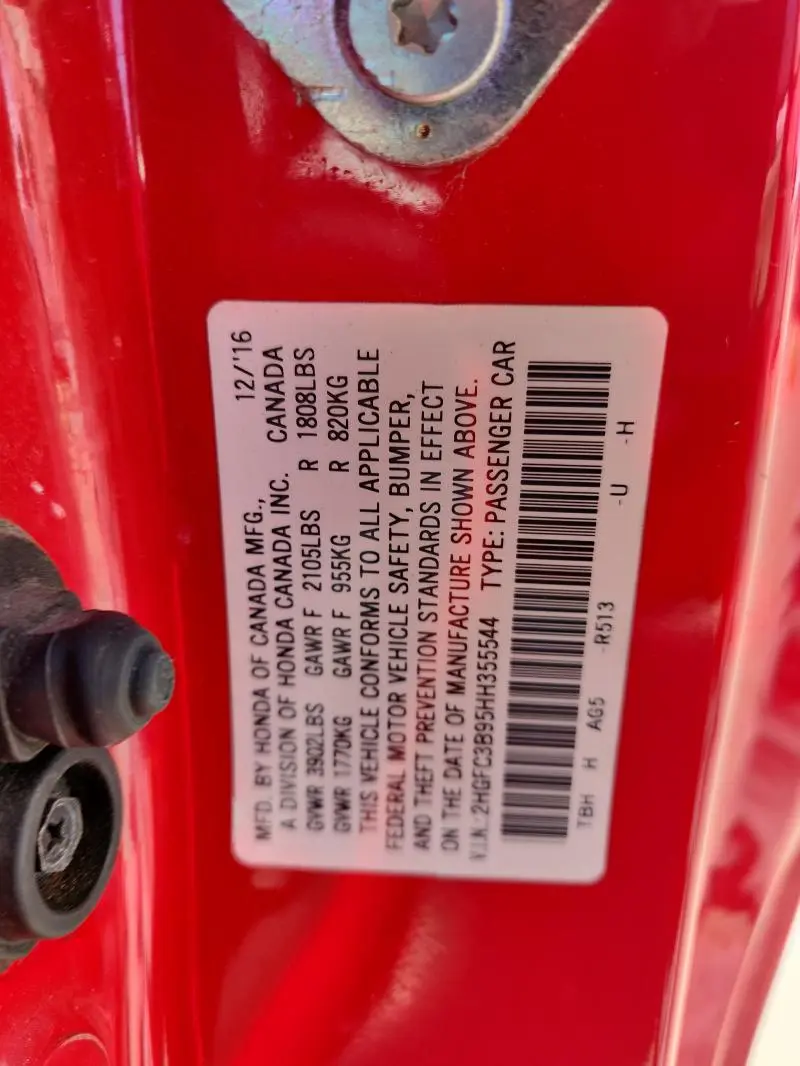 MFD. BY HONDA OF CANADA MFG., 12/'16
A DIVISION OF HONDA CANADA INC. CANADA
GVWR 3902LBS GAWR F 2105LBS R 1808LBS
GVWR 1770KG GAWR F 955KG R 820KG
THIS VEHICLE CONFORMS TO ALL APPLICABLE
FEDERAL MOTOR VEHICLE SAFETY, BUMPER,
AND THEFT PREVENTION STANDARDS IN EFFECT
ON THE DATE OF MANUFACTURE SHOWN ABOVE.
V.I.N.: 2HGFC3B95HH355544 TYPE: PASSENGER CAR
TBH H AG5 -R513 -U -H